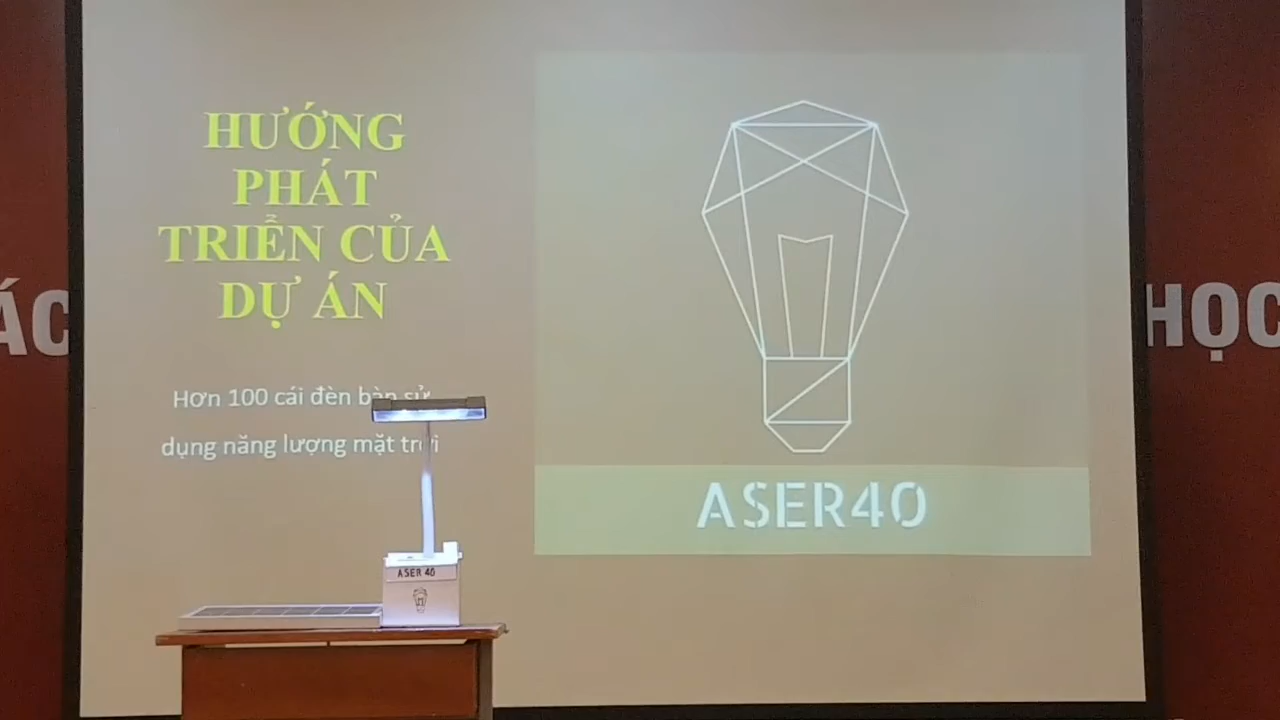 HƯỚNG
PHÁT
TRIỂN CỦA
DỰ ÁN
Hơn 100 cái đèn bàn sử
dụng năng lượng mặt trời
ASER40
ASER 40
ÁC
HỌC